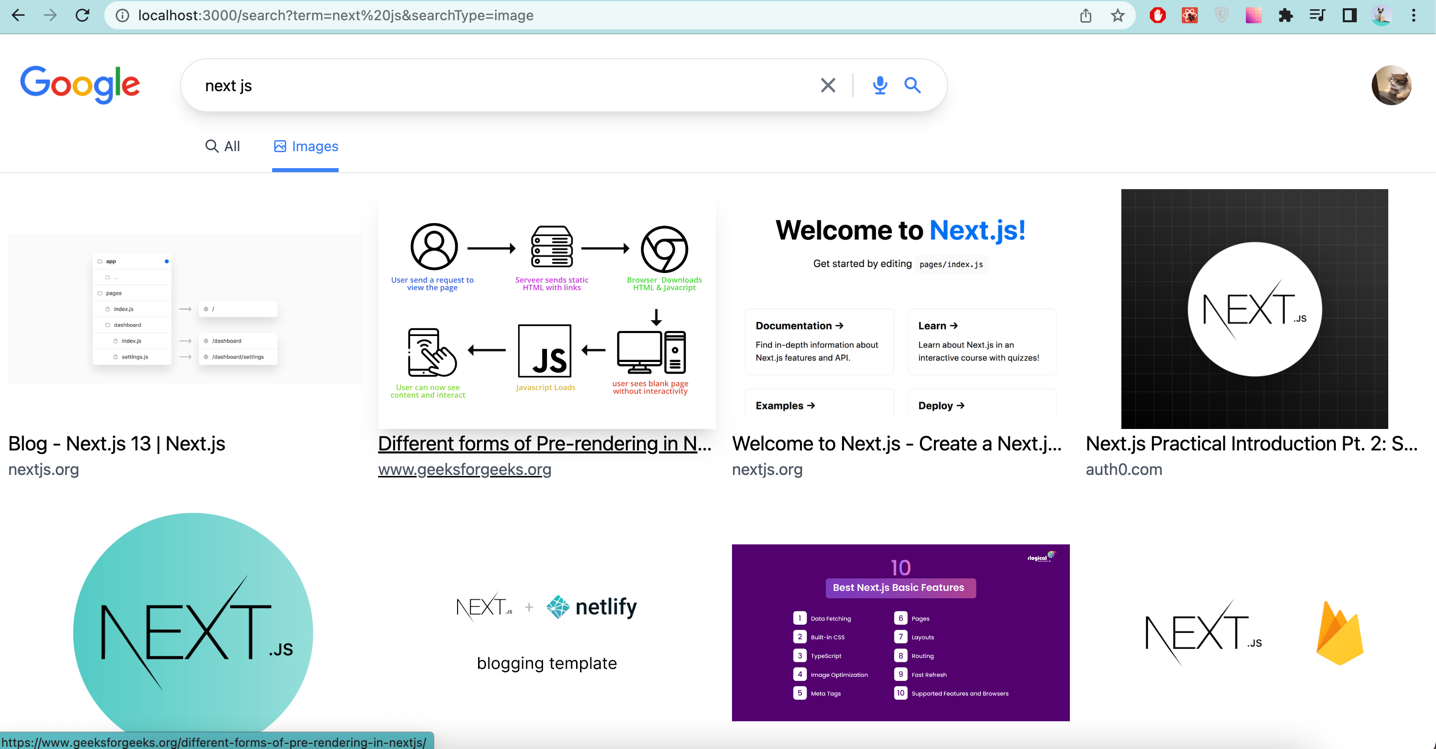 localhost:3000/search?term=next%20js&searchType=image
Google
next js
All
Images
app
...
pages
index.js
/
dashboard
index.js
/dashboard
settings.js
/dashboard/settings
Blog - Next.js 13 | Next.js
nextjs.org
User send a request to
view the page
Serveer sends static
HTML with links
Browser Downloads
HTML & Javacript
User can now see
content and interact
JS
Javascript Loads
user sees blank page
without interactivity
Different forms of Pre-rendering in N...
www.geeksforgeeks.org
Welcome to Next.js!
Get started by editing pages/index.js
Documentation →
Find in-depth information about
Next.js features and API.
Learn →
Learn about Next.js in an
interactive course with quizzes!
Examples →
Deploy →
Welcome to Next.js - Create a Next.j...
nextjs.org
NEXT.JS
Next.js Practical Introduction Pt. 2: S...
auth0.com
NEXT.JS
NEXT.JS + netlify
blogging template
rlogical
10
Best Next.js Basic Features
1 Data Fetching
2 Built-in CSS
3 TypeScript
4 Image Optimization
5 Meta Tags
6 Pages
7 Layouts
8 Routing
9 Fast Refresh
10 Supported Features and Browsers
NEXT.JS
https://www.geeksforgeeks.org/different-forms-of-pre-rendering-in-nextjs/